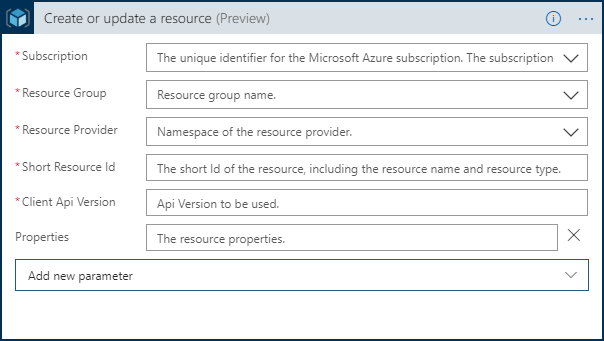 Create or update a resource (Preview)
* Subscription The unique identifier for the Microsoft Azure subscription. The subscription
* Resource Group Resource group name.
* Resource Provider Namespace of the resource provider.
* Short Resource Id The short Id of the resource, including the resource name and resource type.
* Client Api Version Api Version to be used.
Properties The resource properties.
Add new parameter